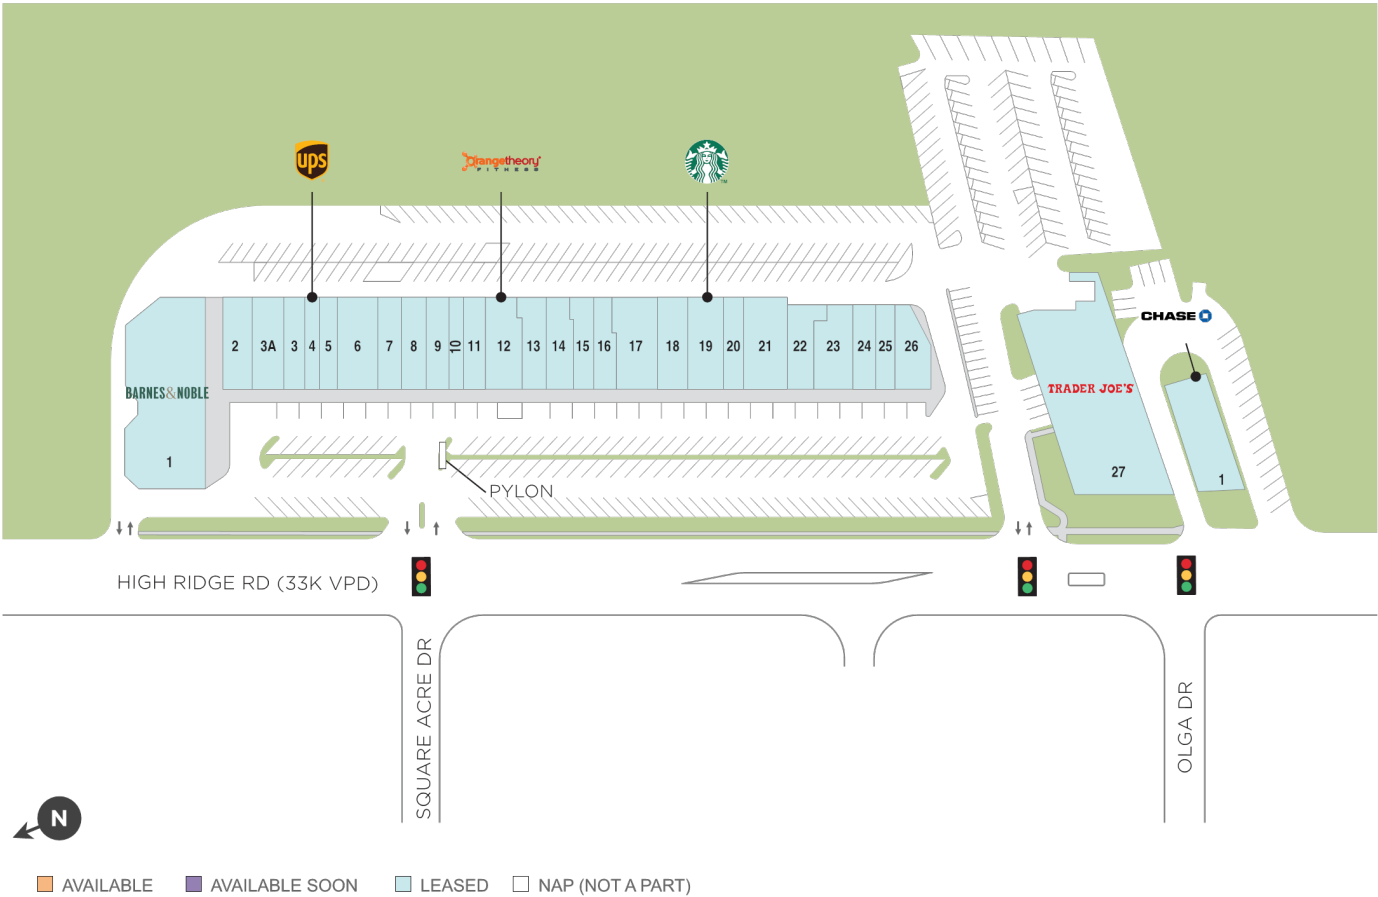 ups
Orangetheory®
FITNESS
TM
CHASE
2 3A 3 4 5 6 7 8 9 10 11 12 13 14 15 16 17 18 19 20 21 22 23 24 25 26
BARNES&NOBLE
TRADER JOE'S
1
27
1
PYLON
HIGH RIDGE RD (33K VPD)
SQUARE ACRE DR
OLGA DR
N
AVAILABLE
AVAILABLE SOON
LEASED
NAP (NOT A PART)